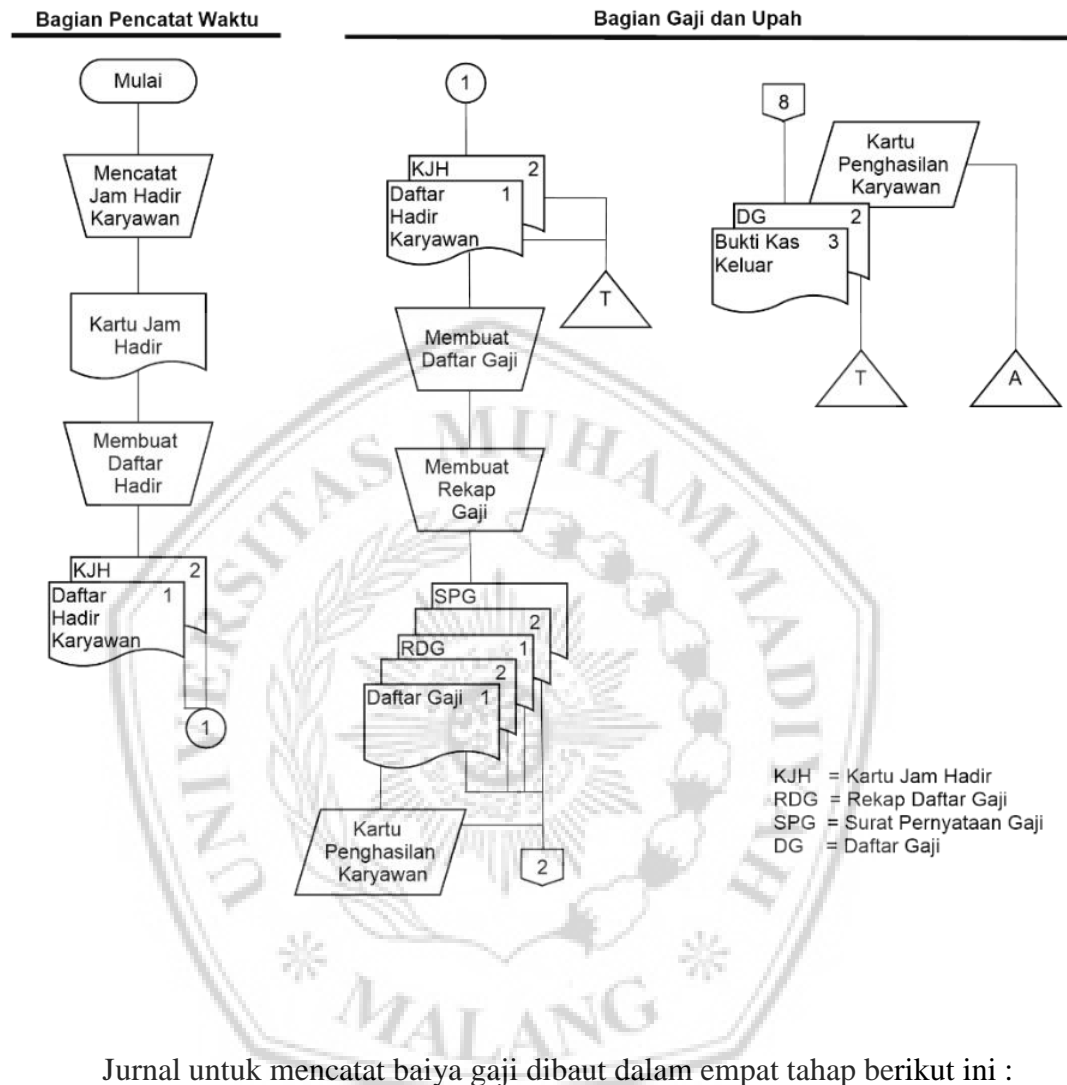 Bagian Pencatat Waktu
Mulai
Mencatat
Jam Hadir
Karyawan
Kartu Jam
Hadir
Membuat
Daftar
Hadir
KJH 2
Daftar 1
Hadir
Karyawan
1
Bagian Gaji dan Upah
1
KJH 2
Daftar 1
Hadir
Karyawan
T
Membuat
Daftar Gaji
Membuat
Rekap
Gaji
SPG
2
RDG 1
2
Daftar Gaji 1
Kartu
Penghasilan
Karyawan
2
8
Kartu
Penghasilan
Karyawan
DG 2
Bukti Kas 3
Keluar
T
A
KJH = Kartu Jam Hadir
RDG = Rekap Daftar Gaji
SPG = Surat Pernyataan Gaji
DG = Daftar Gaji
UNIVERSITAS MUHAMMADIYAH
MALANG
Jurnal untuk mencatat baiya gaji dibaut dalam empat tahap berikut ini :